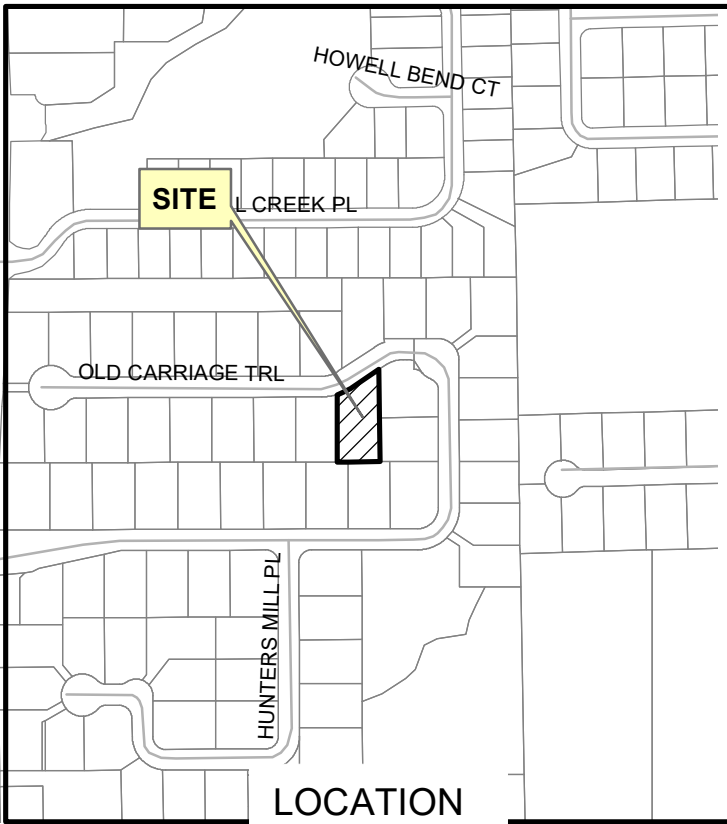 HOWELL BEND CT
SITE
L CREEK PL
OLD CARRIAGE TRL
HUNTERS MILL PL
LOCATION